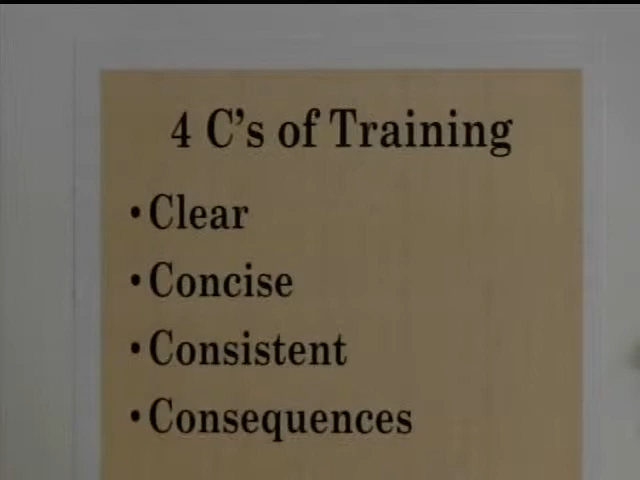 4 C's of Training
•Clear
•Concise
•Consistent
•Consequences